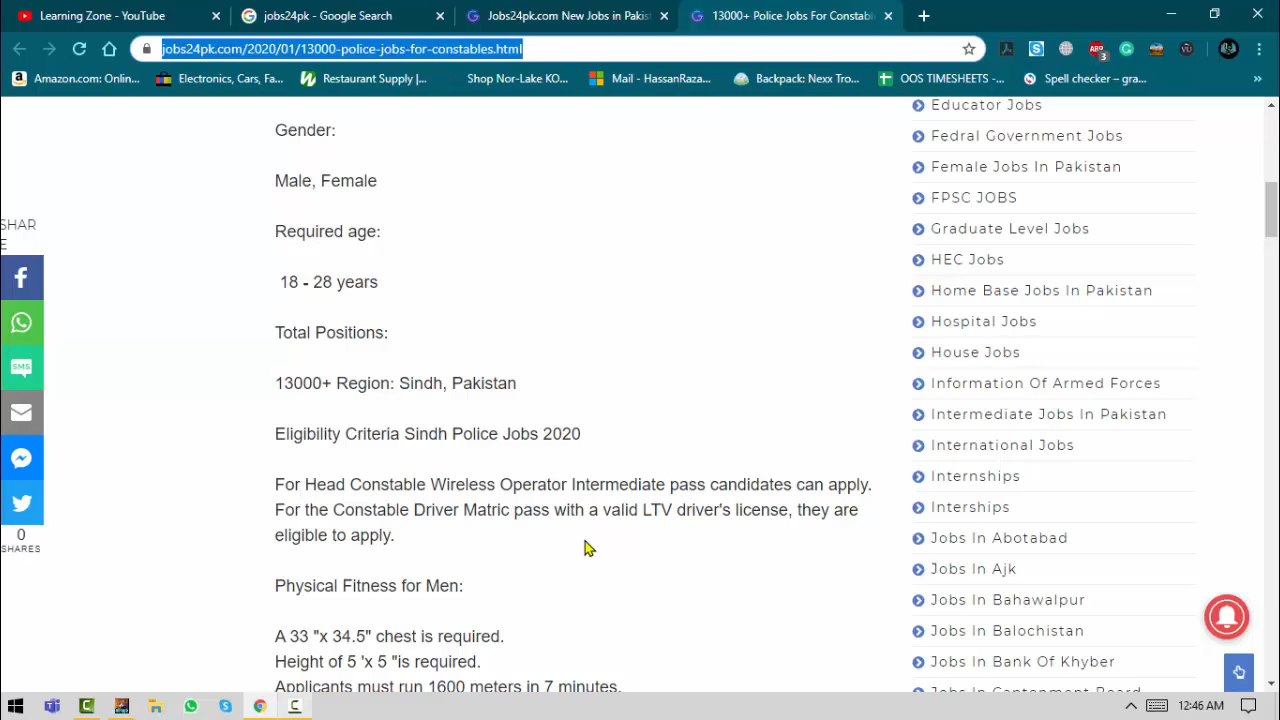 Learning Zone - YouTube
jobs24pk - Google Search
Jobs24pk.com New Jobs in Pakist
13000+ Police Jobs For Constable
jobs24pk.com/2020/01/13000-police-jobs-for-constables.html
ABP
3
Amazon.com: Onlin...
Electronics, Cars, Fa...
Restaurant Supply |...
Shop Nor-Lake KO...
Mail - HassanRaza...
Backpack: Nexx Tro...
OOS TIMESHEETS -...
Spell checker – gra...
»
Gender:
Male, Female
Required age:
18 - 28 years
Total Positions:
13000+ Region: Sindh, Pakistan
Eligibility Criteria Sindh Police Jobs 2020
For Head Constable Wireless Operator Intermediate pass candidates can apply.
For the Constable Driver Matric pass with a valid LTV driver's license, they are
eligible to apply.
Physical Fitness for Men:
A 33 "x 34.5" chest is required.
Height of 5 'x 5 "is required.
Applicants must run 1600 meters in 7 minutes.
SHAR
E
SMS
0
SHARES
Educator Jobs
Fedral Government Jobs
Female Jobs In Pakistan
FPSC JOBS
Graduate Level Jobs
HEC Jobs
Home Base Jobs In Pakistan
Hospital Jobs
House Jobs
Information Of Armed Forces
Intermediate Jobs In Pakistan
International Jobs
Internships
Interships
Jobs In Abotabad
Jobs In Ajk
Jobs In Bahawalpur
Jobs In Balochistan
Jobs In Bank Of Khyber
Jobs In Cantonment Board
12:46 AM